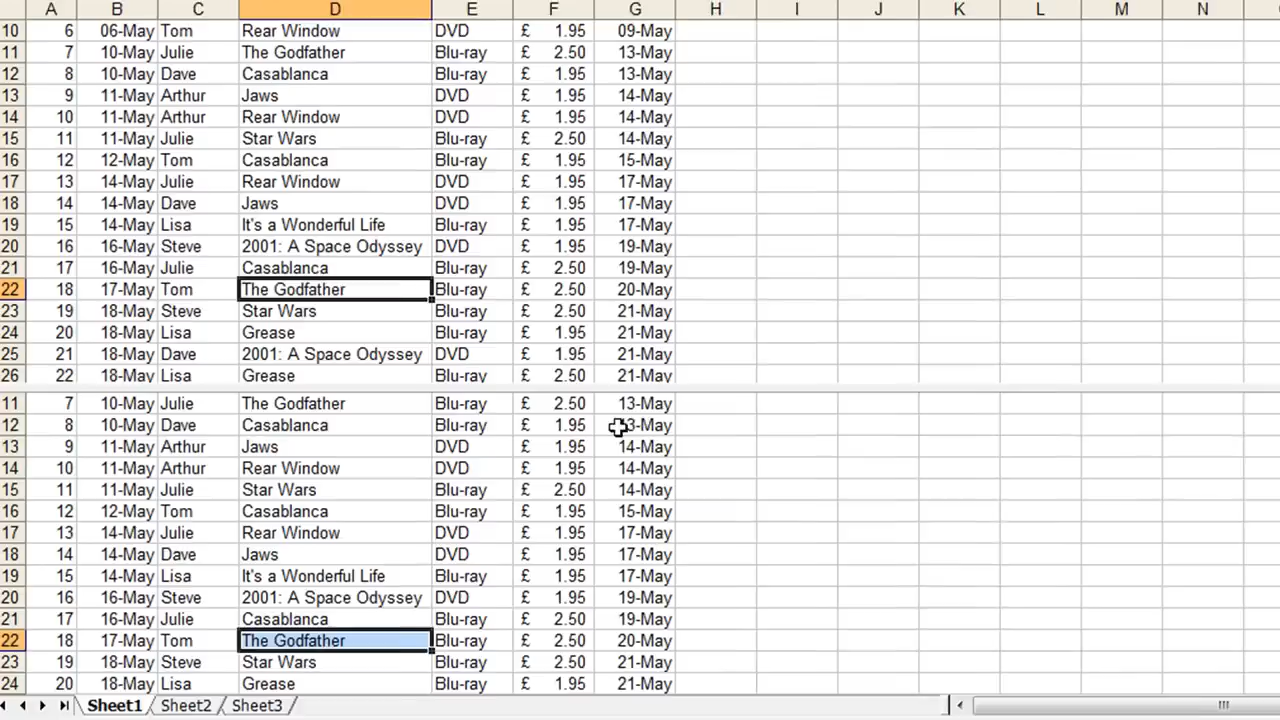 A B C D E F G H I J K L M N
10 6 06-May Tom Rear Window DVD £ 1.95 09-May
11 7 10-May Julie The Godfather Blu-ray £ 2.50 13-May
12 8 10-May Dave Casablanca Blu-ray £ 1.95 13-May
13 9 11-May Arthur Jaws DVD £ 1.95 14-May
14 10 11-May Arthur Rear Window DVD £ 1.95 14-May
15 11 11-May Julie Star Wars Blu-ray £ 2.50 14-May
16 12 12-May Tom Casablanca Blu-ray £ 1.95 15-May
17 13 14-May Julie Rear Window DVD £ 1.95 17-May
18 14 14-May Dave Jaws DVD £ 1.95 17-May
19 15 14-May Lisa It's a Wonderful Life Blu-ray £ 1.95 17-May
20 16 16-May Steve 2001: A Space Odyssey DVD £ 1.95 19-May
21 17 16-May Julie Casablanca Blu-ray £ 2.50 19-May
22 18 17-May Tom The Godfather Blu-ray £ 2.50 20-May
23 19 18-May Steve Star Wars Blu-ray £ 2.50 21-May
24 20 18-May Lisa Grease Blu-ray £ 1.95 21-May
25 21 18-May Dave 2001: A Space Odyssey DVD £ 1.95 21-May
26 22 18-May Lisa Grease Blu-ray £ 2.50 21-May
11 7 10-May Julie The Godfather Blu-ray £ 2.50 13-May
12 8 10-May Dave Casablanca Blu-ray £ 1.95 3-May
13 9 11-May Arthur Jaws DVD £ 1.95 14-May
14 10 11-May Arthur Rear Window DVD £ 1.95 14-May
15 11 11-May Julie Star Wars Blu-ray £ 2.50 14-May
16 12 12-May Tom Casablanca Blu-ray £ 1.95 15-May
17 13 14-May Julie Rear Window DVD £ 1.95 17-May
18 14 14-May Dave Jaws DVD £ 1.95 17-May
19 15 14-May Lisa It's a Wonderful Life Blu-ray £ 1.95 17-May
20 16 16-May Steve 2001: A Space Odyssey DVD £ 1.95 19-May
21 17 16-May Julie Casablanca Blu-ray £ 2.50 19-May
22 18 17-May Tom The Godfather Blu-ray £ 2.50 20-May
23 19 18-May Steve Star Wars Blu-ray £ 2.50 21-May
24 20 18-May Lisa Grease Blu-ray £ 1.95 21-May
Sheet1 Sheet2 Sheet3